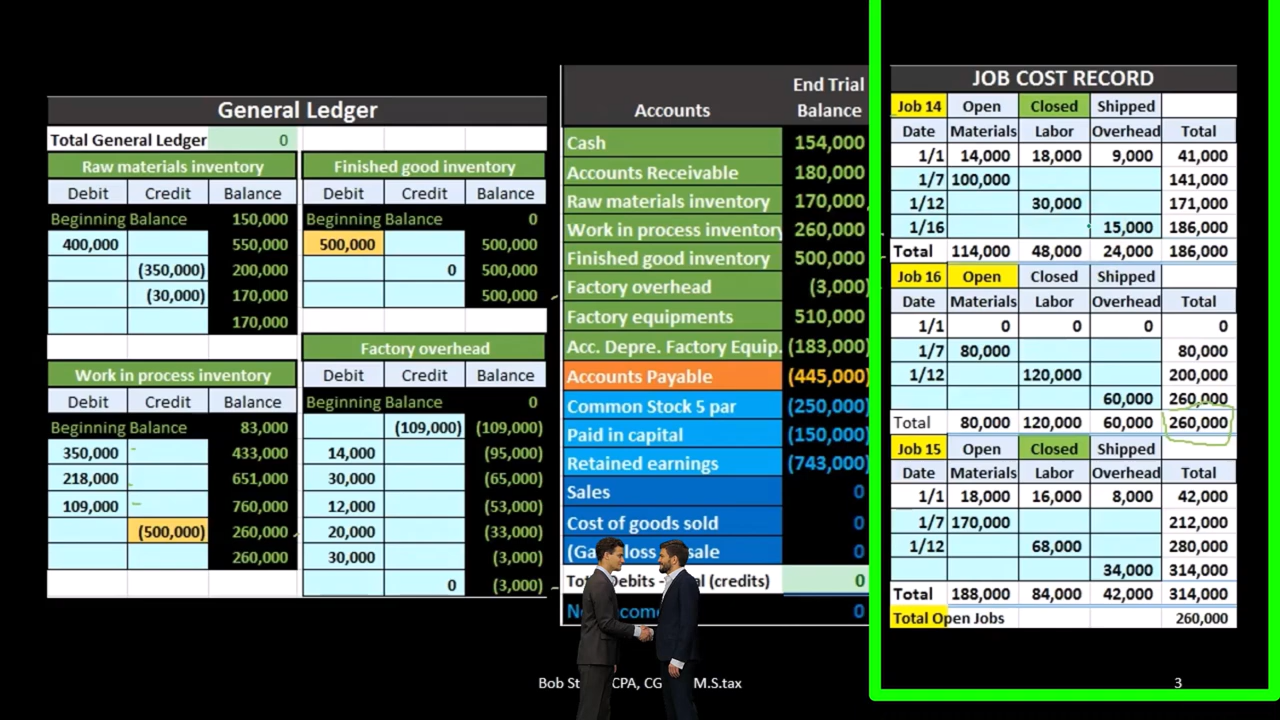 General Ledger
Total General Ledger 0
Raw materials inventory
Debit Credit Balance
Beginning Balance 150,000
400,000 550,000
(350,000) 200,000
(30,000) 170,000
170,000
Finished good inventory
Debit Credit Balance
Beginning Balance 0
500,000 500,000
0 500,000
500,000
Work in process inventory
Debit Credit Balance
Beginning Balance 83,000
350,000 433,000
218,000 651,000
109,000 760,000
(500,000) 260,000
260,000
Factory overhead
Debit Credit Balance
Beginning Balance 0
(109,000) (109,000)
14,000 (95,000)
30,000 (65,000)
12,000 (53,000)
20,000 (33,000)
30,000 (3,000)
0 (3,000)
End Trial
Accounts Balance
Cash 154,000
Accounts Receivable 180,000
Raw materials inventory 170,000
Work in process inventory 260,000
Finished good inventory 500,000
Factory overhead (3,000)
Factory equipments 510,000
Acc. Depre. Factory Equip. (183,000)
Accounts Payable (445,000)
Common Stock 5 par (250,000)
Paid in capital (150,000)
Retained earnings (743,000)
Sales 0
Cost of goods sold 0
0
(credits) 0
0
JOB COST RECORD
Job 14 Open Closed Shipped
Date Materials Labor Overhead Total
1/1 14,000 18,000 9,000 41,000
1/7 100,000 141,000
1/12 30,000 171,000
1/16 15,000 186,000
Total 114,000 48,000 24,000 186,000
Job 16 Open Closed Shipped
Date Materials Labor Overhead Total
1/1 0 0 0 0
1/7 80,000 80,000
1/12 120,000 200,000
60,000 260,000
Total 80,000 120,000 60,000 260,000
Job 15 Open Closed Shipped
Date Materials Labor Overhead Total
1/1 18,000 16,000 8,000 42,000
1/7 170,000 212,000
1/12 68,000 280,000
34,000 314,000
Total 188,000 84,000 42,000 314,000
Total Open Jobs 260,000
Bob CPA, M.S.tax
3